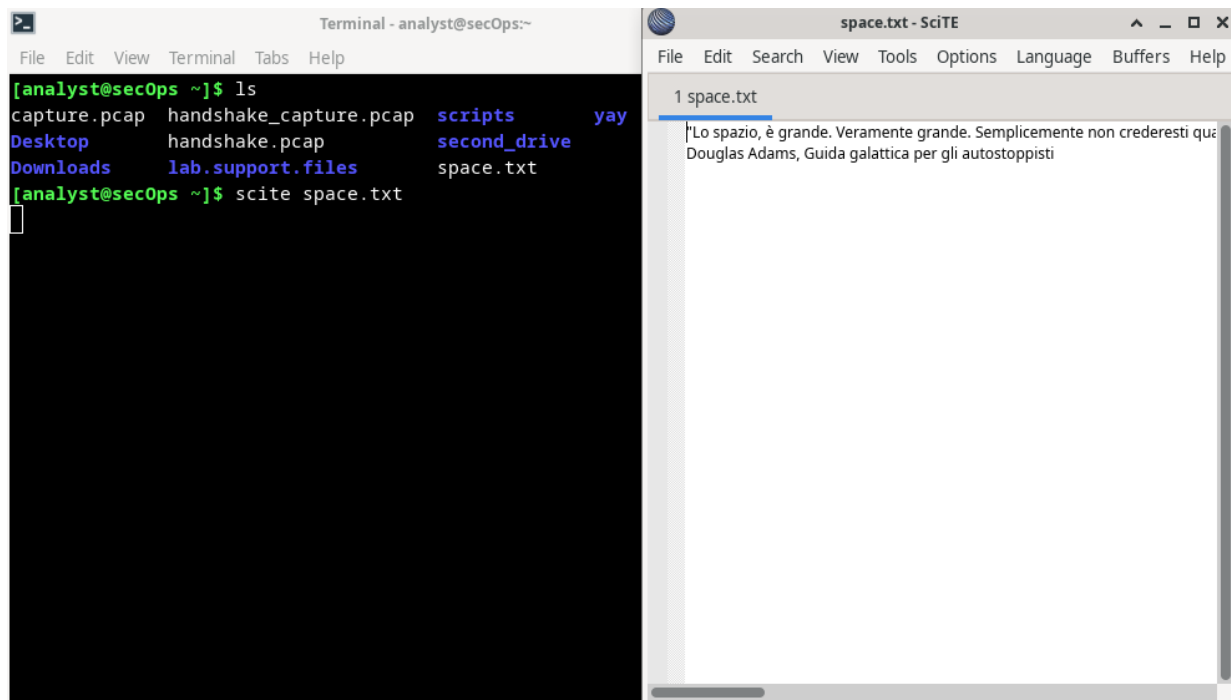 Terminal - analyst@secOps:~
File Edit View Terminal Tabs Help
[analyst@secOps ~]$ ls
capture.pcap handshake_capture.pcap scripts yay
Desktop handshake.pcap second_drive
Downloads lab.support.files space.txt
[analyst@secOps ~]$ scite space.txt
space.txt - SciTE
File Edit Search View Tools Options Language Buffers Help
1 space.txt
"Lo spazio, è grande. Veramente grande. Semplicemente non crederesti qua
Douglas Adams, Guida galattica per gli autostoppisti